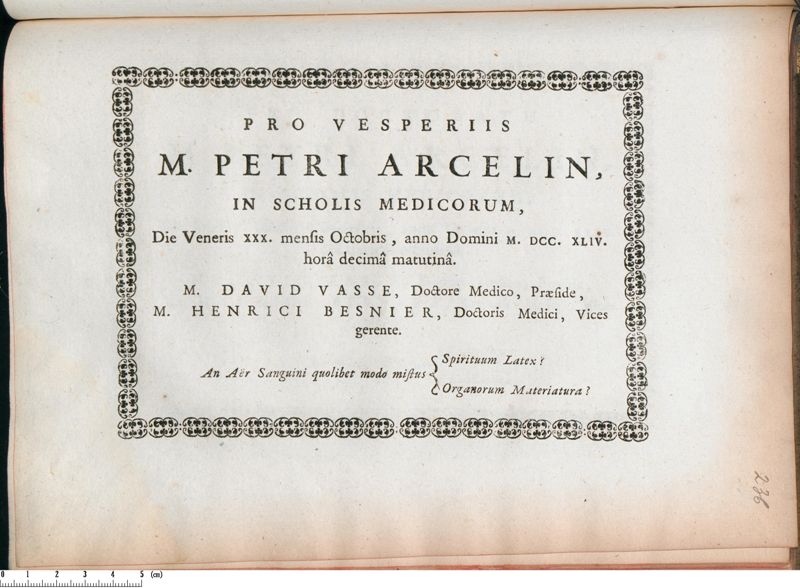 PRO VESPERIIS
M. PETRI ARCELIN,
IN SCHOLIS MEDICORUM,
Die Veneris XXX. mensis Octobris, anno Domini M. DCC. XLIV.
horâ decimâ matutinâ.
M. DAVID VASSE, Doctore Medico, Præside,
M. HENRICI BESNIER, Doctoris Medici, Vices
gerente.
An Aër Sanguini quolibet modo mistus { Spirituum Latex?
Organorum Materiatura?
236
0 1 2 3 4 5 (cm)